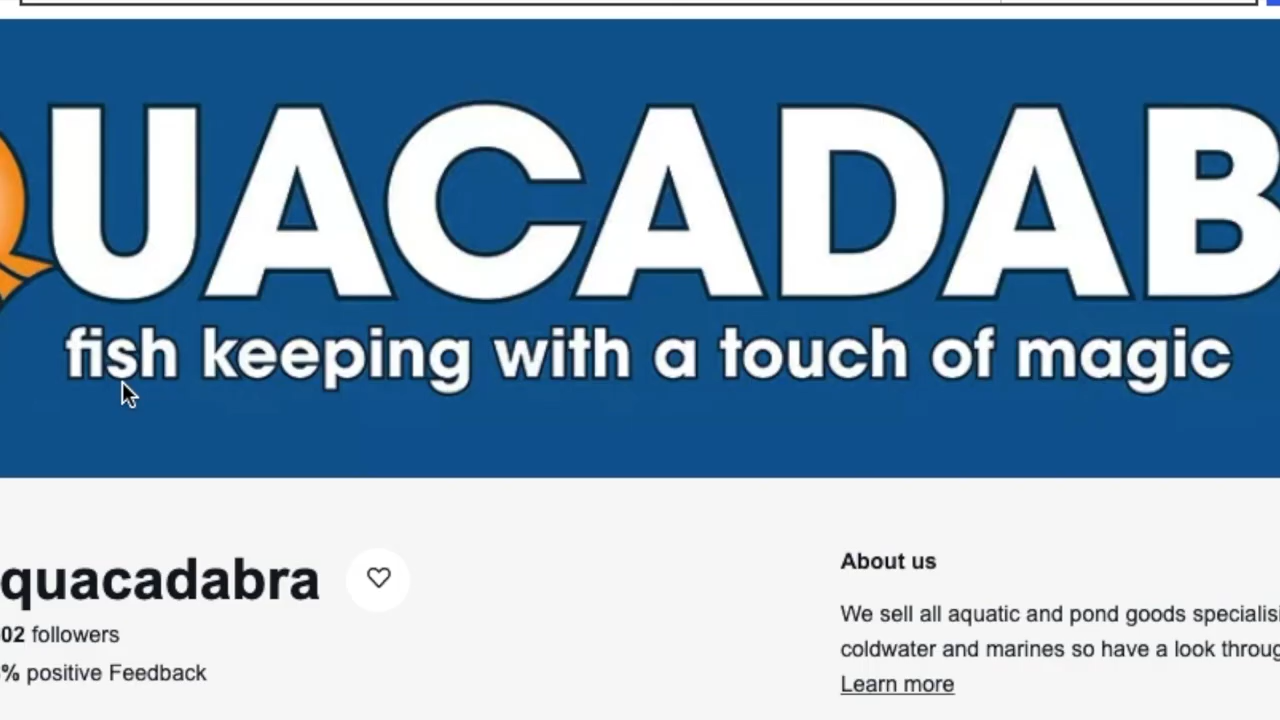 UACADAB
fish keeping with a touch of magic
quacadabra
02 followers
% positive Feedback
About us
We sell all aquatic and pond goods specialisi
coldwater and marines so have a look throug
Learn more